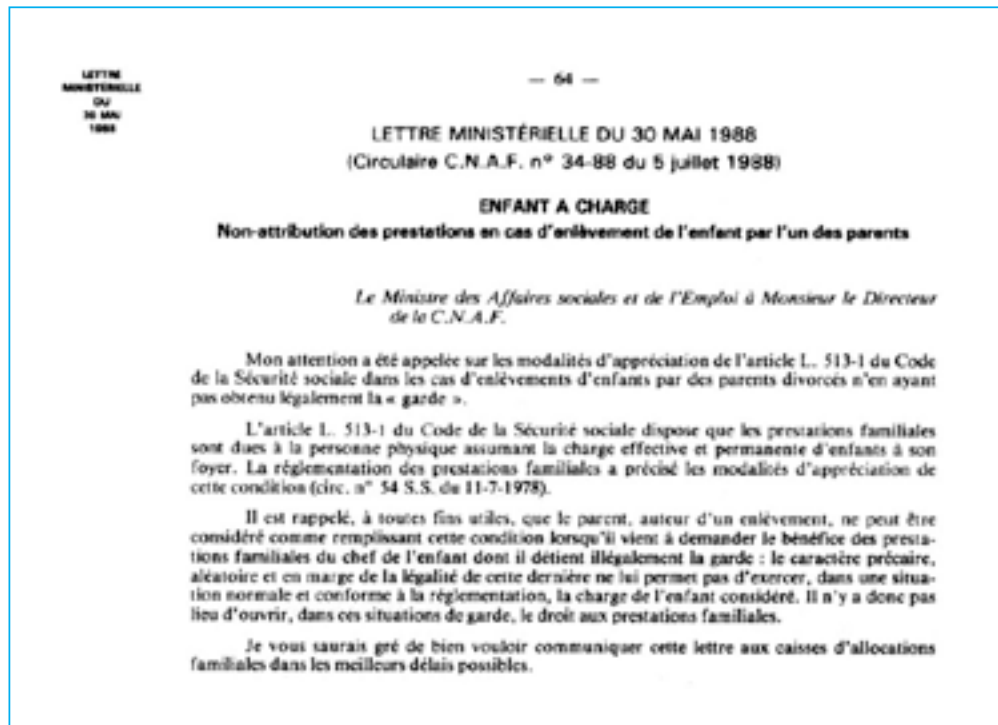 LETTRE
MINISTÉRIELLE
DU
30 MAI
1988
— 64 —
LETTRE MINISTÉRIELLE DU 30 MAI 1988
(Circulaire C.N.A.F. nº 34-88 du 5 juillet 1988)
ENFANT A CHARGE
Non-attribution des prestations en cas d'enlèvement de l'enfant par l'un des parents
Le Ministre des Affaires sociales et de l'Emploi à Monsieur le Directeur
de la C.N.A.F.
Mon attention a été appelée sur les modalités d'appréciation de l'article L. 513-1 du Code
de la Sécurité sociale dans les cas d'enlèvements d'enfants par des parents divorcés n'en ayant
pas obtenu légalement la « garde ».
L'article L. 513-1 du Code de la Sécurité sociale dispose que les prestations familiales
sont dues à la personne physique assumant la charge effective et permanente d'enfants à son
foyer. La réglementation des prestations familiales a précisé les modalités d'appréciation de
cette condition (circ. nº 54 S.S. du 11-7-1978).
Il est rappelé, à toutes fins utiles, que le parent, auteur d'un enlèvement, ne peut être
considéré comme remplissant cette condition lorsqu'il vient à demander le bénéfice des presta-
tions familiales du chef de l'enfant dont il détient illégalement la garde : le caractère précaire,
aléatoire et en marge de la légalité de cette dernière ne lui permet pas d'exercer, dans une situa-
tion normale et conforme à la réglementation, la charge de l'enfant considéré. Il n'y a donc pas
lieu d'ouvrir, dans ces situations de garde, le droit aux prestations familiales.
Je vous saurais gré de bien vouloir communiquer cette lettre aux caisses d'allocations
familiales dans les meilleurs délais possibles.